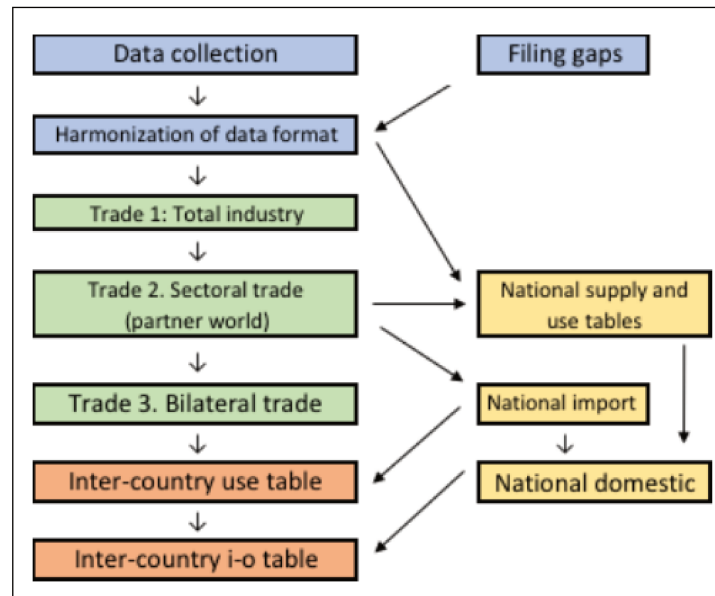 Data collection
Filing gaps
Harmonization of data format
Trade 1: Total industry
Trade 2. Sectoral trade
(partner world)
National supply and
use tables
Trade 3. Bilateral trade
National import
Inter-country use table
National domestic
Inter-country i-o table